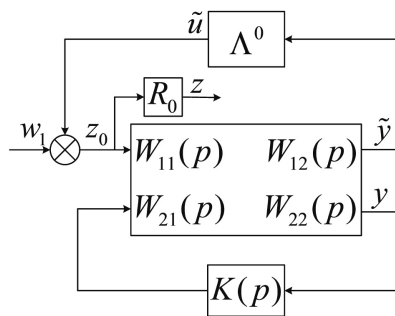 ũ Λ⁰
R₀ z
w₁ z₀ ỹ
W₁₁(p) W₁₂(p)
W₂₁(p) W₂₂(p) y
K(p)